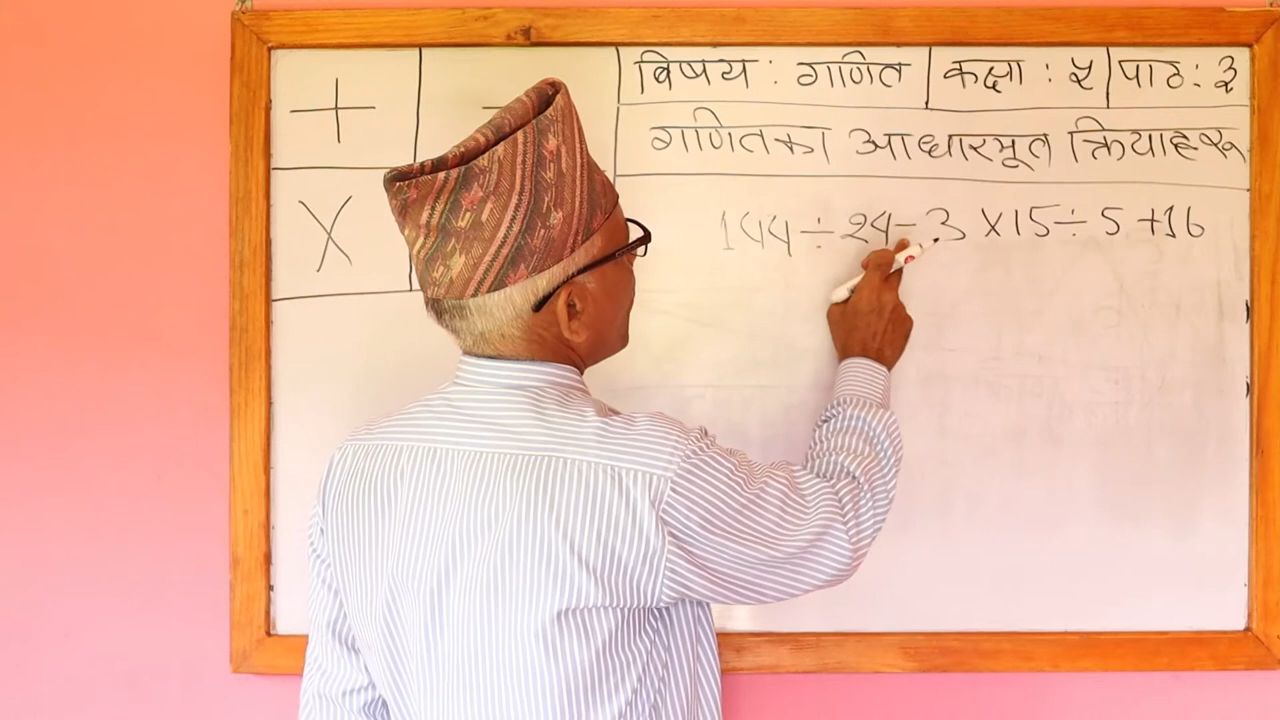 + −
विषय : गणित कक्षा : ५ पाठ : ३
गणितका आधारभूत क्रियाहरू
×
144 ÷ 24 - 3 × 15 ÷ 5 + 16